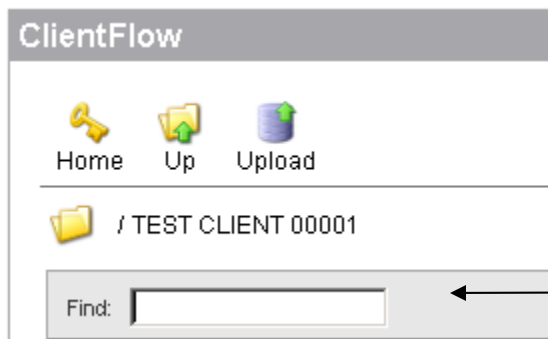 ClientFlow
Home Up Upload
/ TEST CLIENT 00001
Find: